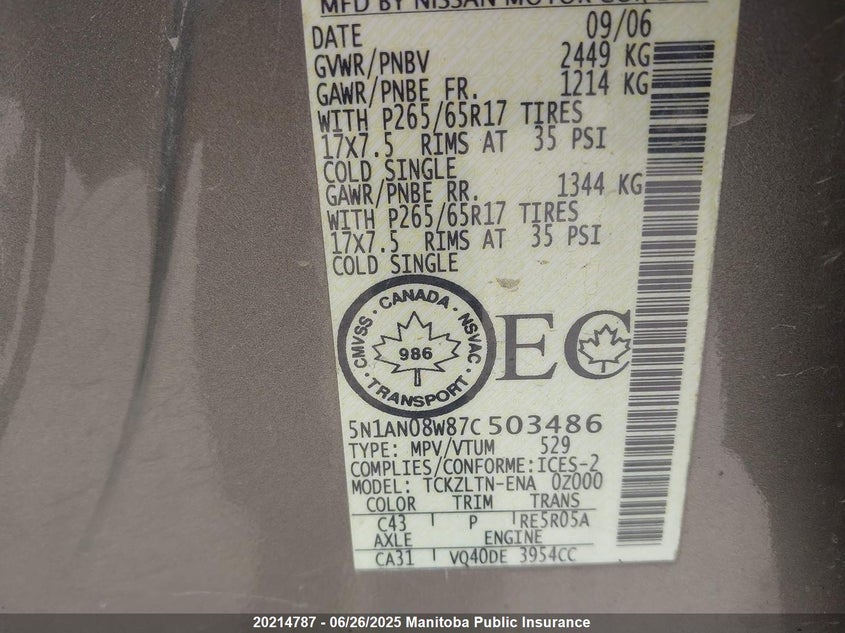 MFD BY NISSAN MOTOR CO.,
DATE 09/06
GVWR/PNBV 2449 KG
GAWR/PNBE FR. 1214 KG
WITH P265/65R17 TIRES
17X7.5 RIMS AT 35 PSI
COLD SINGLE
GAWR/PNBE RR. 1344 KG
WITH P265/65R17 TIRES
17X7.5 RIMS AT 35 PSI
COLD SINGLE
CANADA
CMVSS 986 NSVAC
TRANSPORT
EC
5N1AN08W87C 503486
TYPE: MPV/VTUM 529
COMPLIES/CONFORME:ICES-2
MODEL: TCKZLTN-ENA 0Z000
COLOR TRIM TRANS
C43 P RE5R05A
AXLE ENGINE
CA31 VQ40DE 3954CC
20214787 - 06/26/2025 Manitoba Public Insurance